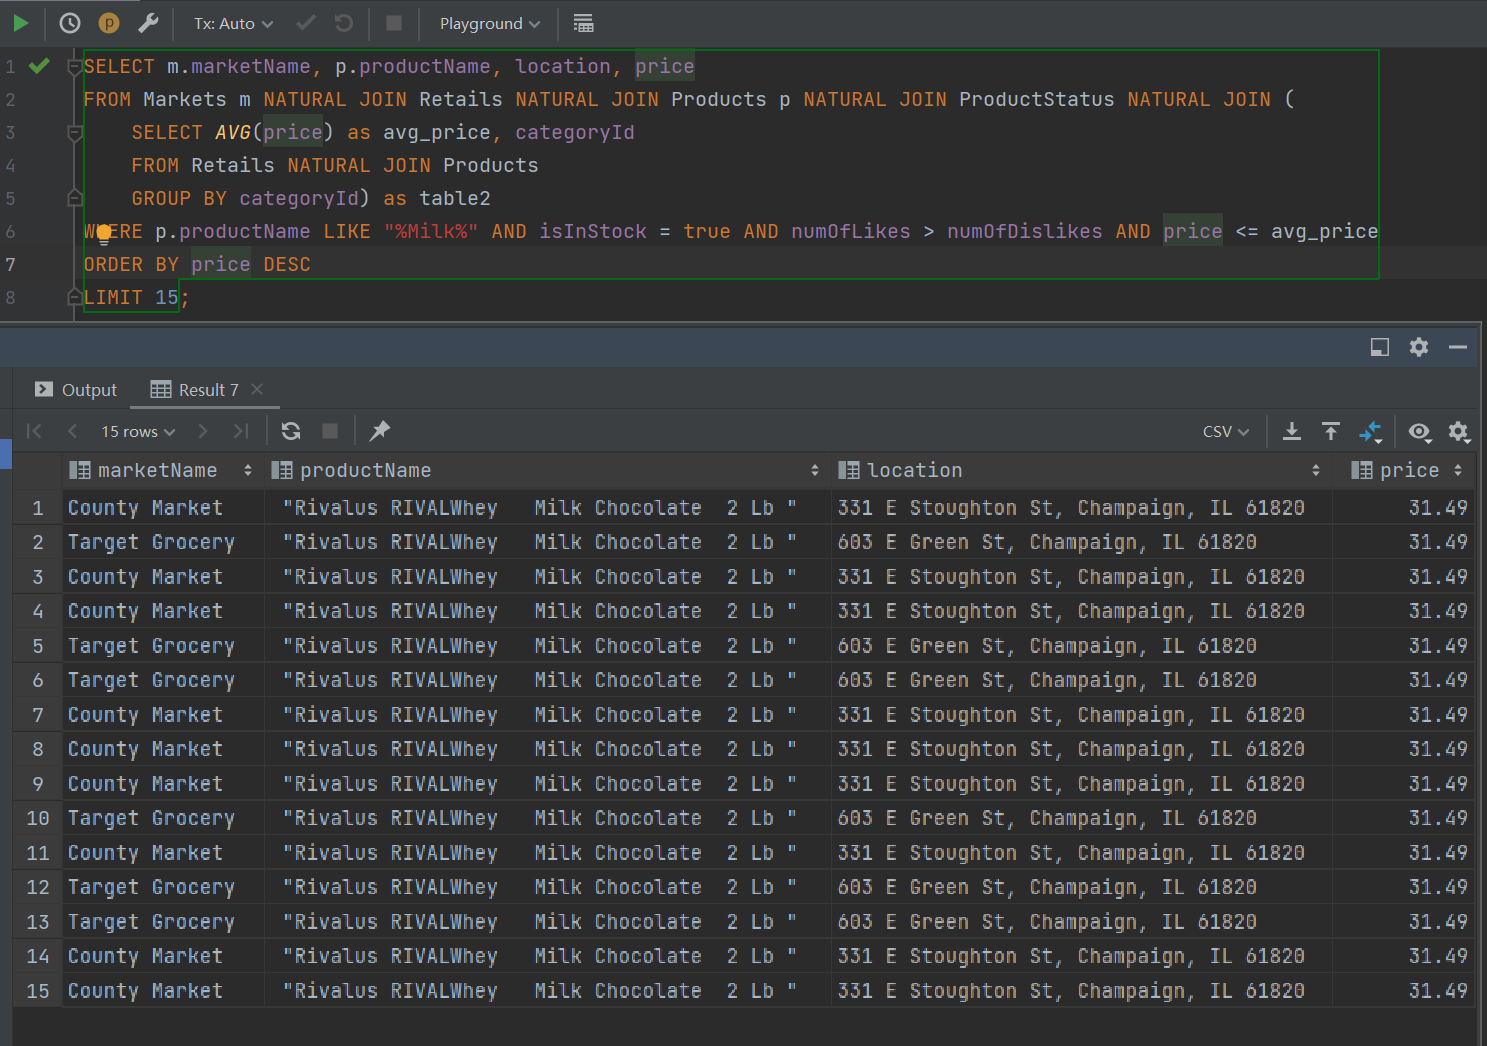 Tx: Auto Playground
1 SELECT m.marketName, p.productName, location, price
2 FROM Markets m NATURAL JOIN Retails NATURAL JOIN Products p NATURAL JOIN ProductStatus NATURAL JOIN (
3 SELECT AVG(price) as avg_price, categoryId
4 FROM Retails NATURAL JOIN Products
5 GROUP BY categoryId) as table2
6 WHERE p.productName LIKE "%Milk%" AND isInStock = true AND numOfLikes > numOfDislikes AND price <= avg_price
7 ORDER BY price DESC
8 LIMIT 15;
Output Result 7
15 rows CSV
marketName productName location price
1 County Market "Rivalus RIVALWhey   Milk Chocolate  2 Lb " 331 E Stoughton St, Champaign, IL 61820 31.49
2 Target Grocery "Rivalus RIVALWhey   Milk Chocolate  2 Lb " 603 E Green St, Champaign, IL 61820 31.49
3 County Market "Rivalus RIVALWhey   Milk Chocolate  2 Lb " 331 E Stoughton St, Champaign, IL 61820 31.49
4 County Market "Rivalus RIVALWhey   Milk Chocolate  2 Lb " 331 E Stoughton St, Champaign, IL 61820 31.49
5 Target Grocery "Rivalus RIVALWhey   Milk Chocolate  2 Lb " 603 E Green St, Champaign, IL 61820 31.49
6 Target Grocery "Rivalus RIVALWhey   Milk Chocolate  2 Lb " 603 E Green St, Champaign, IL 61820 31.49
7 County Market "Rivalus RIVALWhey   Milk Chocolate  2 Lb " 331 E Stoughton St, Champaign, IL 61820 31.49
8 County Market "Rivalus RIVALWhey   Milk Chocolate  2 Lb " 331 E Stoughton St, Champaign, IL 61820 31.49
9 County Market "Rivalus RIVALWhey   Milk Chocolate  2 Lb " 331 E Stoughton St, Champaign, IL 61820 31.49
10 Target Grocery "Rivalus RIVALWhey   Milk Chocolate  2 Lb " 603 E Green St, Champaign, IL 61820 31.49
11 County Market "Rivalus RIVALWhey   Milk Chocolate  2 Lb " 331 E Stoughton St, Champaign, IL 61820 31.49
12 Target Grocery "Rivalus RIVALWhey   Milk Chocolate  2 Lb " 603 E Green St, Champaign, IL 61820 31.49
13 Target Grocery "Rivalus RIVALWhey   Milk Chocolate  2 Lb " 603 E Green St, Champaign, IL 61820 31.49
14 County Market "Rivalus RIVALWhey   Milk Chocolate  2 Lb " 331 E Stoughton St, Champaign, IL 61820 31.49
15 County Market "Rivalus RIVALWhey   Milk Chocolate  2 Lb " 331 E Stoughton St, Champaign, IL 61820 31.49